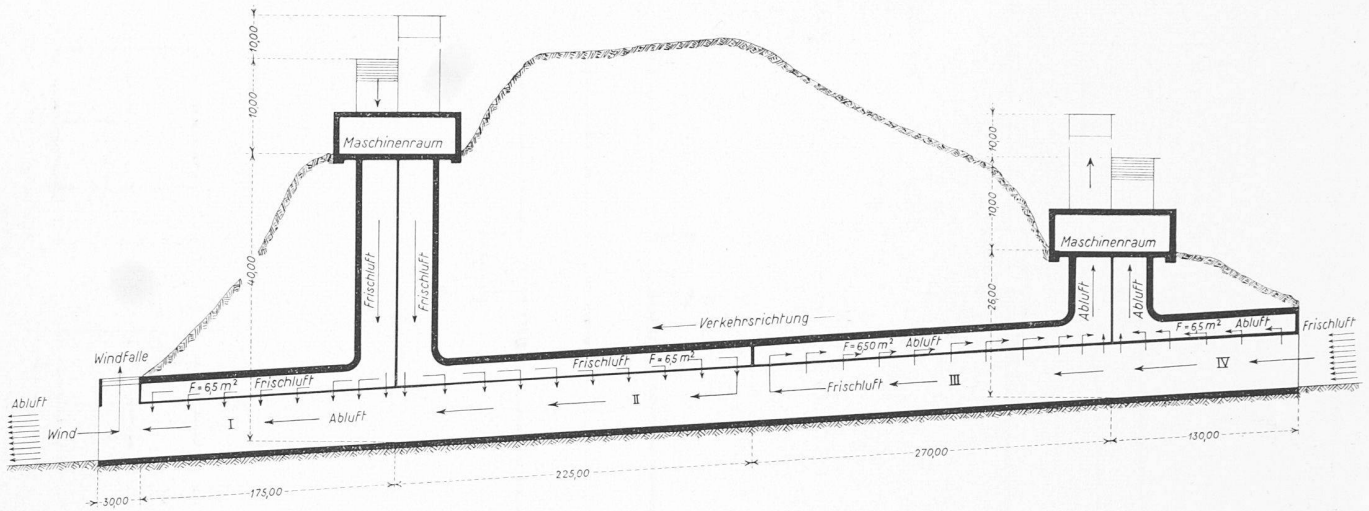 10,00
10,00
40,00
Maschinenraum
Frischluft
Frischluft
10,00
10,00
26,00
Maschinenraum
Abluft
Abluft
Verkehrsrichtung
F=6,50 m²
Abluft
F=6,5 m²
Abluft
Frischluft
Windfalle
F=6,5 m²
Frischluft
Frischluft
F=6,5 m²
Frischluft
III
IV
Abluft
Wind
I
Abluft
II
30,00
175,00
225,00
270,00
130,00